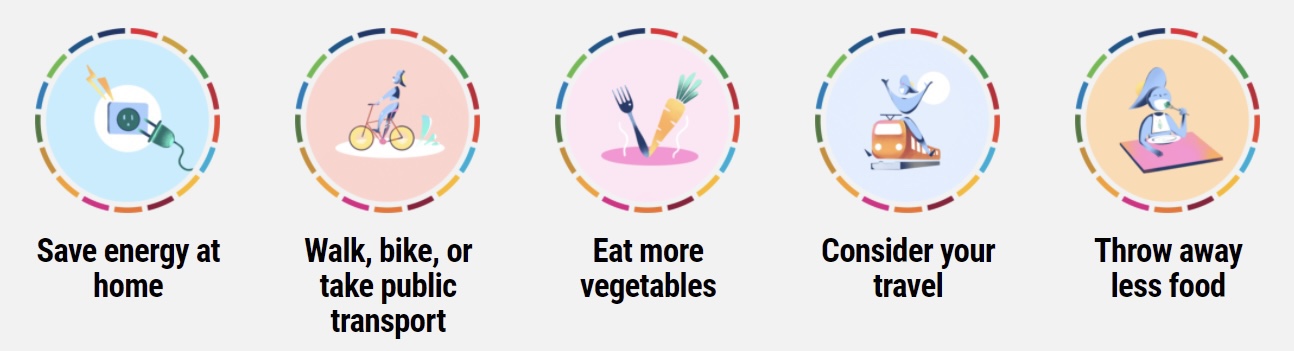 Save energy at
home
Walk, bike, or
take public
transport
Eat more
vegetables
Consider your
travel
Throw away
less food